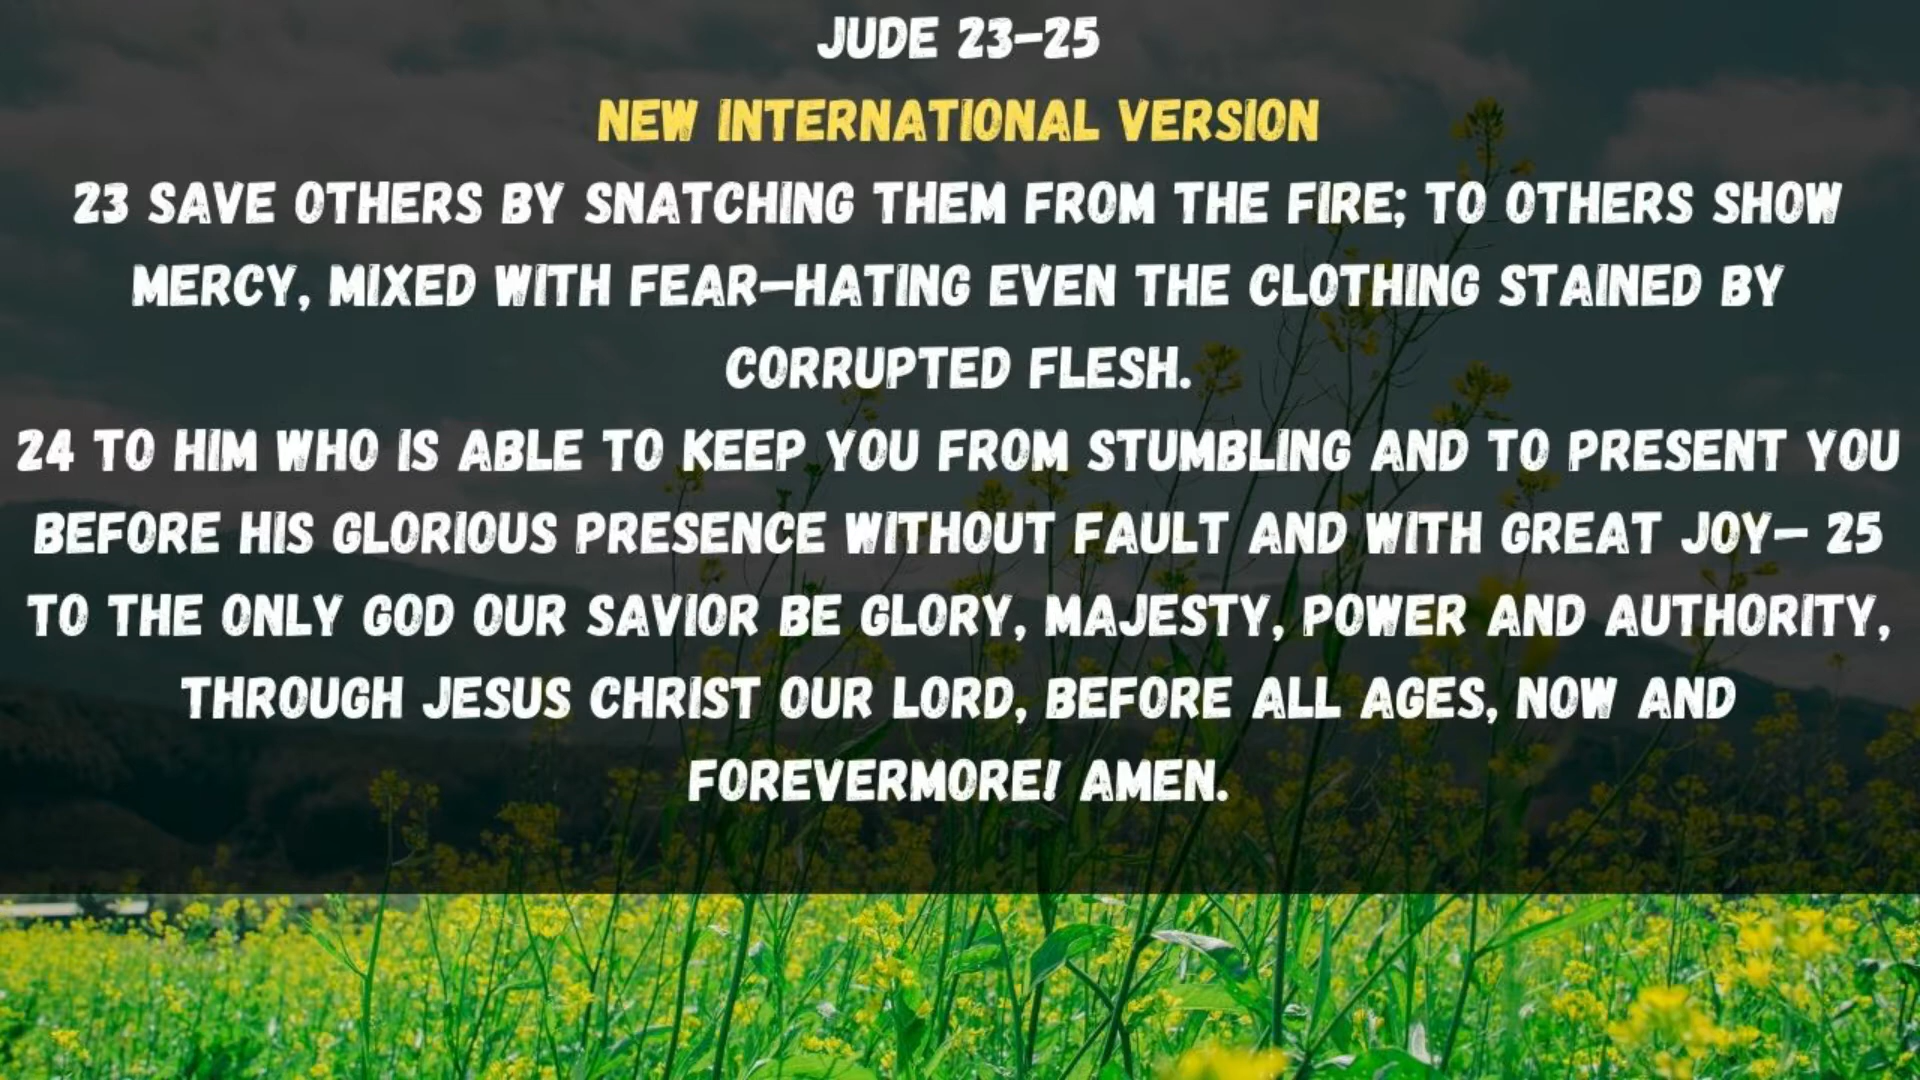 JUDE 23–25
NEW INTERNATIONAL VERSION
23 SAVE OTHERS BY SNATCHING THEM FROM THE FIRE; TO OTHERS SHOW
MERCY, MIXED WITH FEAR—HATING EVEN THE CLOTHING STAINED BY
CORRUPTED FLESH.
24 TO HIM WHO IS ABLE TO KEEP YOU FROM STUMBLING AND TO PRESENT YOU
BEFORE HIS GLORIOUS PRESENCE WITHOUT FAULT AND WITH GREAT JOY— 25
TO THE ONLY GOD OUR SAVIOR BE GLORY, MAJESTY, POWER AND AUTHORITY,
THROUGH JESUS CHRIST OUR LORD, BEFORE ALL AGES, NOW AND
FOREVERMORE! AMEN.